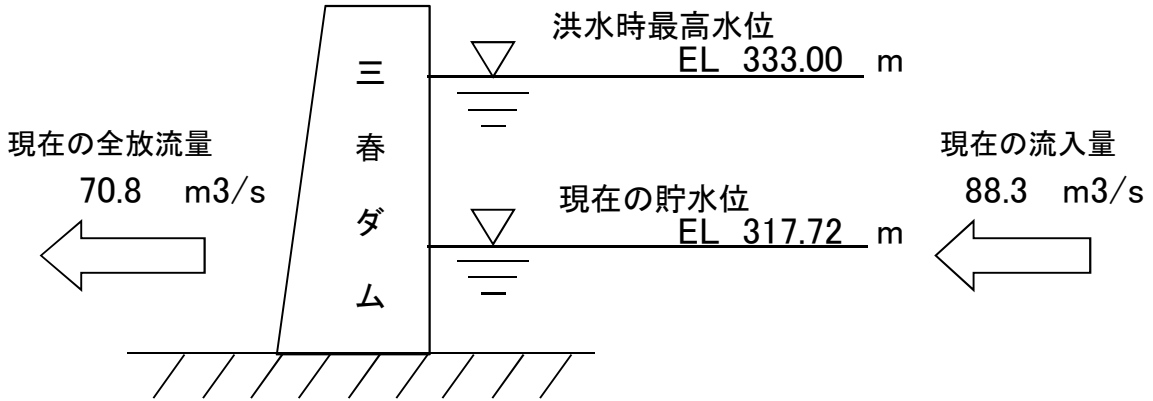 洪水時最高水位
EL 333.00 m
三春ダム
現在の全放流量
70.8 m3/s
現在の流入量
88.3 m3/s
現在の貯水位
EL 317.72 m